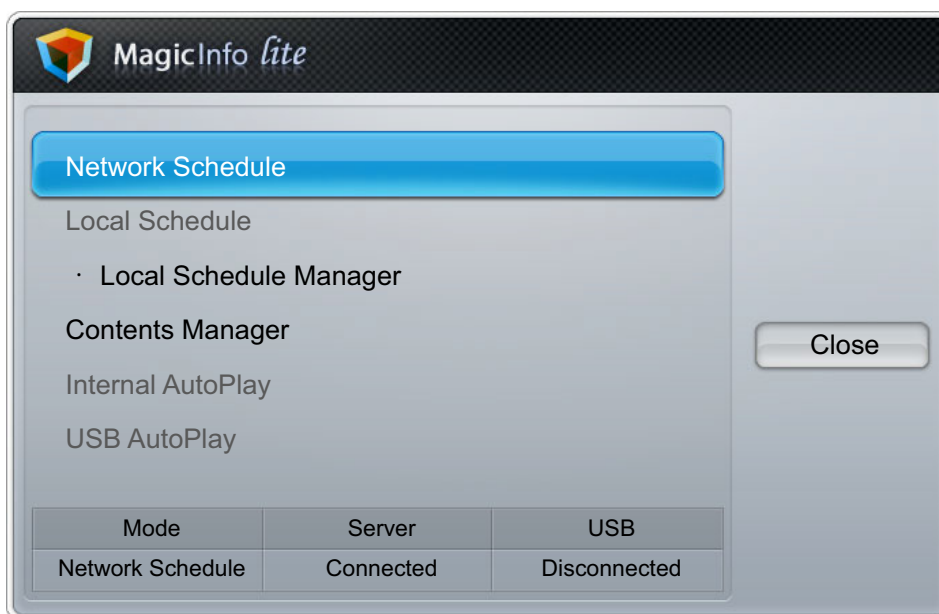 MagicInfo lite
Network Schedule
Local Schedule
· Local Schedule Manager
Contents Manager
Close
Internal AutoPlay
USB AutoPlay
Mode Server USB
Network Schedule Connected Disconnected